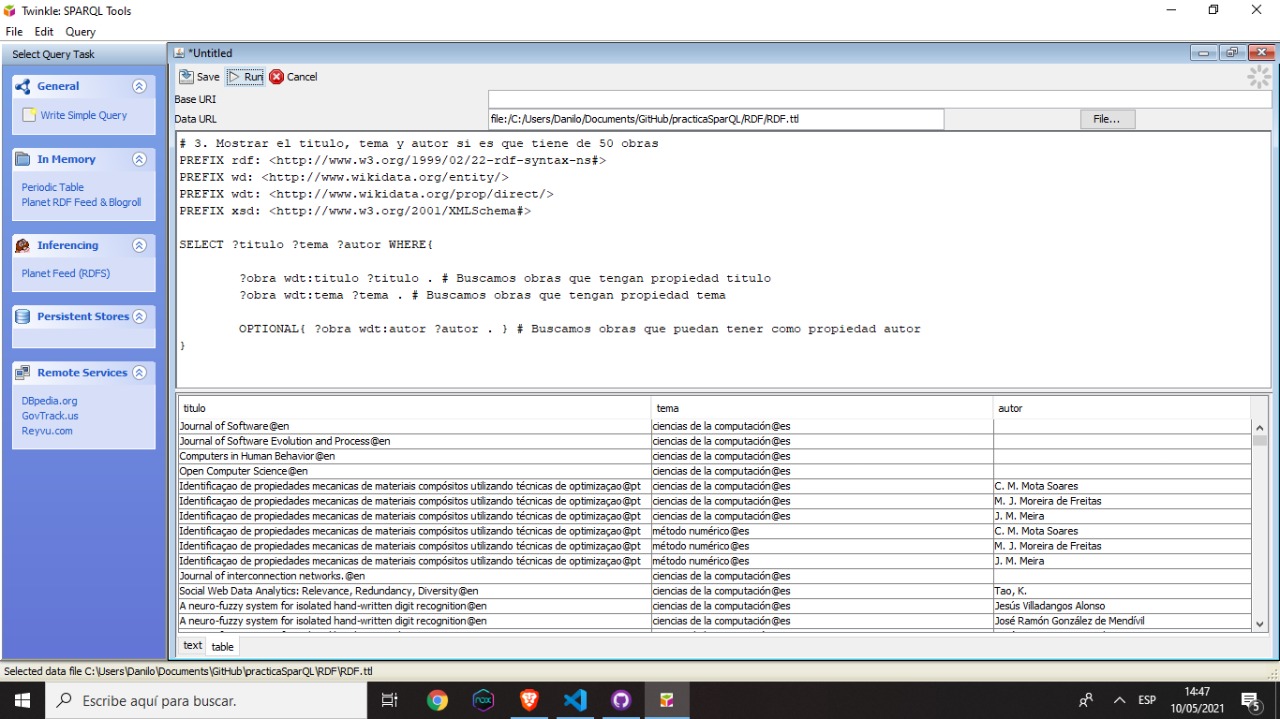 Twinkle: SPARQL Tools
File Edit Query
Select Query Task
General
Write Simple Query
In Memory
Periodic Table
Planet RDF Feed & Blogroll
Inferencing
Planet Feed (RDFS)
Persistent Stores
Remote Services
DBpedia.org
GovTrack.us
Reyvu.com
*Untitled
Save Run Cancel
Base URI
Data URL file:/C:/Users/Danilo/Documents/GitHub/practicaSparQL/RDF/RDF.ttl File...
# 3. Mostrar el titulo, tema y autor si es que tiene de 50 obras
PREFIX rdf: <http://www.w3.org/1999/02/22-rdf-syntax-ns#>
PREFIX wd: <http://www.wikidata.org/entity/>
PREFIX wdt: <http://www.wikidata.org/prop/direct/>
PREFIX xsd: <http://www.w3.org/2001/XMLSchema#>
SELECT ?titulo ?tema ?autor WHERE{
?obra wdt:titulo ?titulo . # Buscamos obras que tengan propiedad titulo
?obra wdt:tema ?tema . # Buscamos obras que tengan propiedad tema
OPTIONAL{ ?obra wdt:autor ?autor . } # Buscamos obras que puedan tener como propiedad autor
}
titulo tema autor
Journal of Software@en ciencias de la computación@es
Journal of Software Evolution and Process@en ciencias de la computación@es
Computers in Human Behavior@en ciencias de la computación@es
Open Computer Science@en ciencias de la computación@es
Identificaçao de propiedades mecanicas de materiais compósitos utilizando técnicas de optimizaçao@pt ciencias de la computación@es C. M. Mota Soares
Identificaçao de propiedades mecanicas de materiais compósitos utilizando técnicas de optimizaçao@pt ciencias de la computación@es M. J. Moreira de Freitas
Identificaçao de propiedades mecanicas de materiais compósitos utilizando técnicas de optimizaçao@pt ciencias de la computación@es J. M. Meira
Identificaçao de propiedades mecanicas de materiais compósitos utilizando técnicas de optimizaçao@pt método numérico@es C. M. Mota Soares
Identificaçao de propiedades mecanicas de materiais compósitos utilizando técnicas de optimizaçao@pt método numérico@es M. J. Moreira de Freitas
Identificaçao de propiedades mecanicas de materiais compósitos utilizando técnicas de optimizaçao@pt método numérico@es J. M. Meira
Journal of interconnection networks.@en ciencias de la computación@es
Social Web Data Analytics: Relevance, Redundancy, Diversity@en ciencias de la computación@es Tao, K.
A neuro-fuzzy system for isolated hand-written digit recognition@en ciencias de la computación@es Jesús Villadangos Alonso
A neuro-fuzzy system for isolated hand-written digit recognition@en ciencias de la computación@es José Ramón González de Mendívil
text table
Selected data file C:\Users\Danilo\Documents\GitHub\practicaSparQL\RDF\RDF.ttl
Escribe aquí para buscar.
nox
ESP
14:47
10/05/2021
5